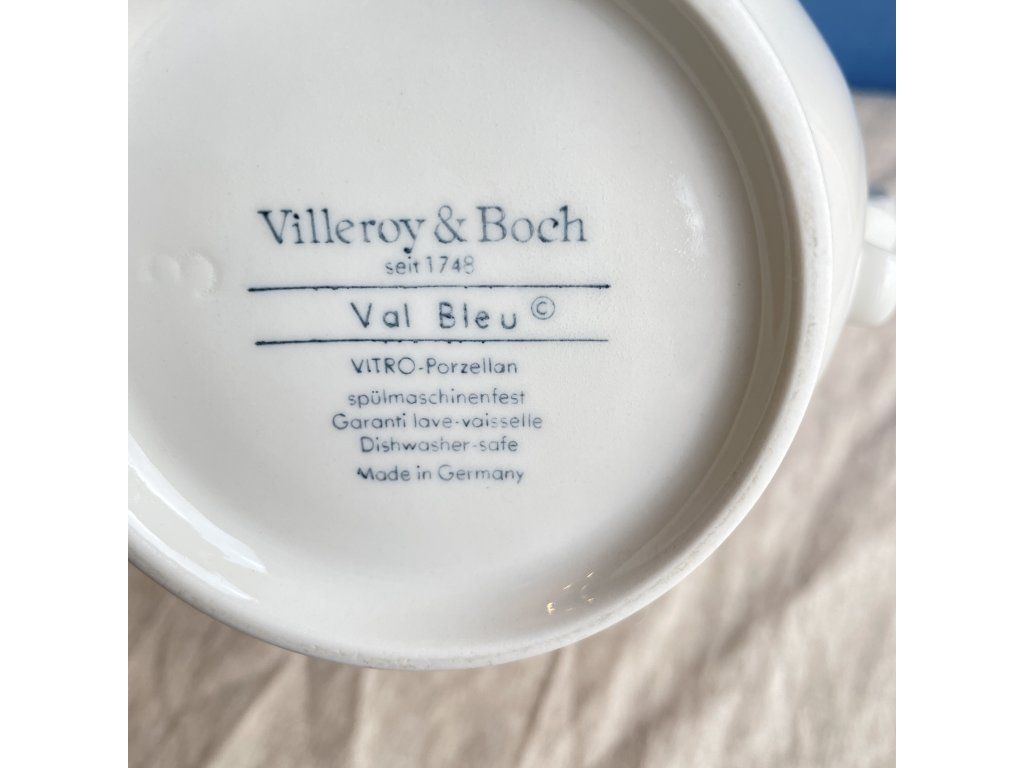 Villeroy & Boch
seit 1748
Val Bleu ©
VITRO-Porzellan
spülmaschinenfest
Garanti lave-vaisselle
Dishwasher-safe
Made in Germany